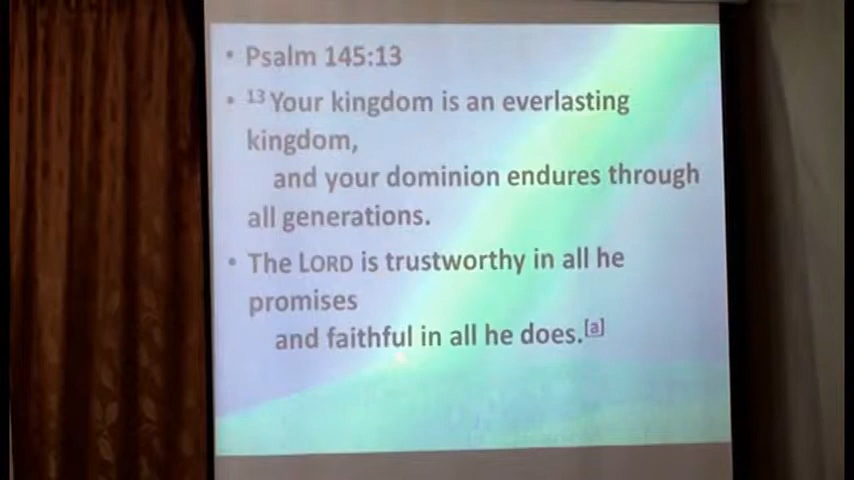 • Psalm 145:13
• 13 Your kingdom is an everlasting
kingdom,
and your dominion endures through
all generations.
• The LORD is trustworthy in all he
promises
and faithful in all he does.[a]